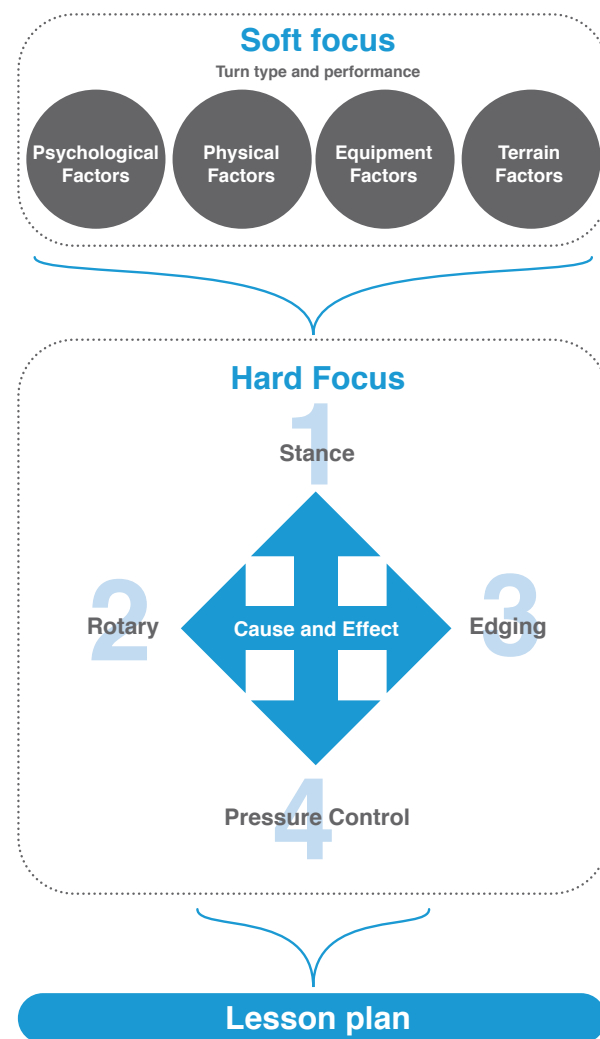 Soft focus
Turn type and performance
Psychological
Factors
Physical
Factors
Equipment
Factors
Terrain
Factors
Hard Focus
1
Stance
2
Rotary
Cause and Effect
3
Edging
4
Pressure Control
Lesson plan